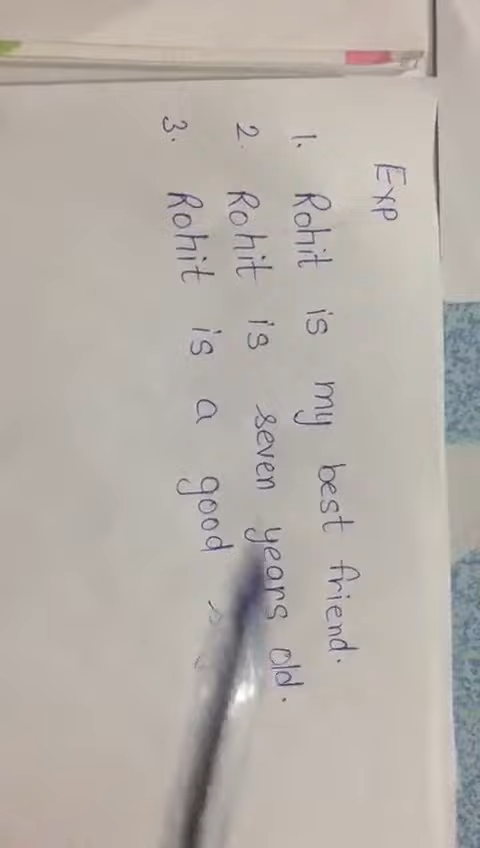 Exp
1. Rohit is my best friend.
2. Rohit is seven years old.
3. Rohit is a good